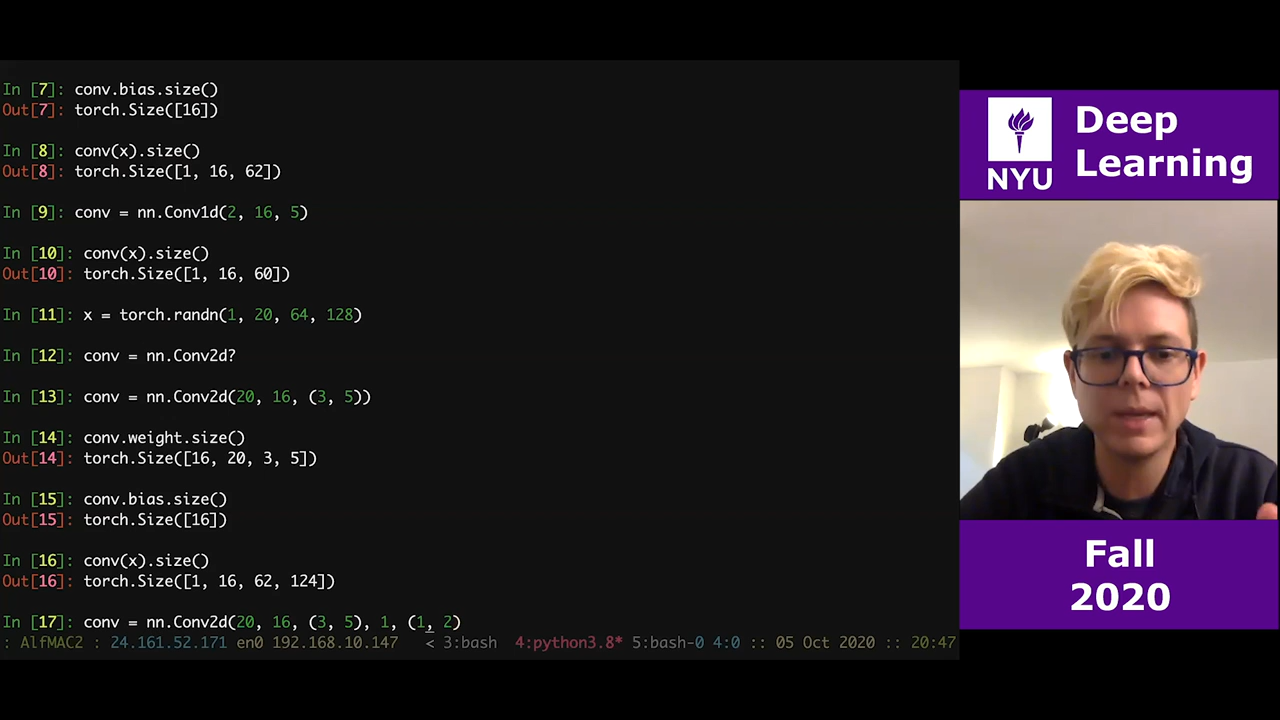 In [7]: conv.bias.size()
Out[7]: torch.Size([16])
In [8]: conv(x).size()
Out[8]: torch.Size([1, 16, 62])
In [9]: conv = nn.Conv1d(2, 16, 5)
In [10]: conv(x).size()
Out[10]: torch.Size([1, 16, 60])
In [11]: x = torch.randn(1, 20, 64, 128)
In [12]: conv = nn.Conv2d?
In [13]: conv = nn.Conv2d(20, 16, (3, 5))
In [14]: conv.weight.size()
Out[14]: torch.Size([16, 20, 3, 5])
In [15]: conv.bias.size()
Out[15]: torch.Size([16])
In [16]: conv(x).size()
Out[16]: torch.Size([1, 16, 62, 124])
In [17]: conv = nn.Conv2d(20, 16, (3, 5), 1, (1, 2)
: AlfMAC2 : 24.161.52.171 en0 192.168.10.147 < 3:bash 4:python3.8* 5:bash-0 4:0 :: 05 Oct 2020 :: 20:47
NYU
Deep
Learning
Fall
2020